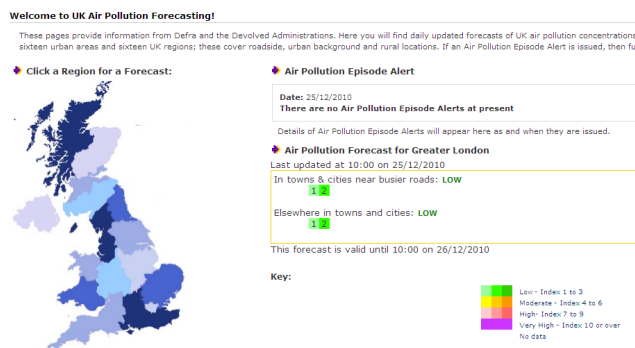 Welcome to UK Air Pollution Forecasting!
These pages provide information from Defra and the Devolved Administrations. Here you will find daily updated forecasts of UK air pollution concentrations
sixteen urban areas and sixteen UK regions; these cover roadside, urban background and rural locations. If an Air Pollution Episode Alert is issued, then fu
Click a Region for a Forecast:
Air Pollution Episode Alert
Date: 25/12/2010
There are no Air Pollution Episode Alerts at present
Details of Air Pollution Episode Alerts will appear here as and when they are issued.
Air Pollution Forecast for Greater London
Last updated at 10:00 on 25/12/2010
In towns & cities near busier roads: LOW
1 2
Elsewhere in towns and cities: LOW
1 2
This forecast is valid until 10:00 on 26/12/2010
Key:
Low - Index 1 to 3
Moderate - Index 4 to 6
High- Index 7 to 9
Very High - Index 10 or over
No data